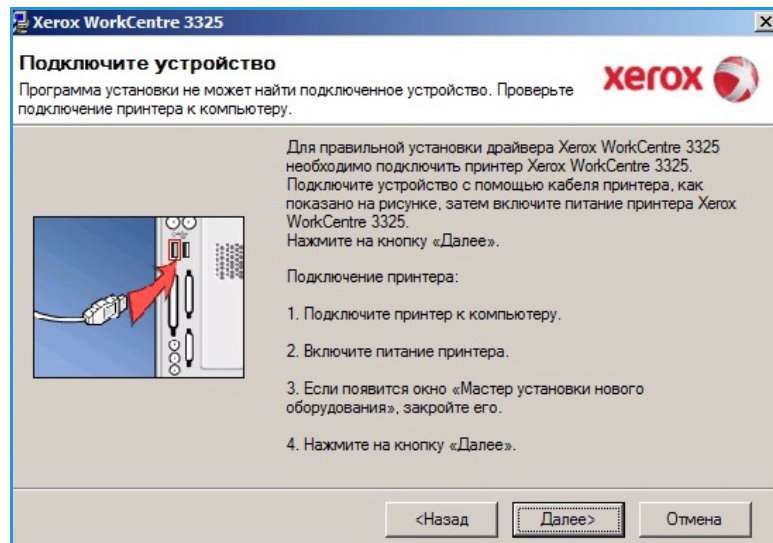 Xerox WorkCentre 3325
Подключите устройство
Программа установки не может найти подключенное устройство. Проверьте
подключение принтера к компьютеру.
xerox
Для правильной установки драйвера Xerox WorkCentre 3325
необходимо подключить принтер Xerox WorkCentre 3325.
Подключите устройство с помощью кабеля принтера, как
показано на рисунке, затем включите питание принтера Xerox
WorkCentre 3325.
Нажмите на кнопку «Далее».
Подключение принтера:
1. Подключите принтер к компьютеру.
2. Включите питание принтера.
3. Если появится окно «Мастер установки нового
оборудования», закройте его.
4. Нажмите на кнопку «Далее».
<Назад Далее> Отмена